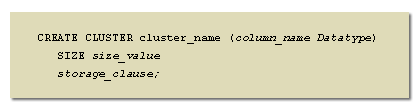 CREATE CLUSTER cluster_name (column_name Datatype)
SIZE size_value
storage_clause;